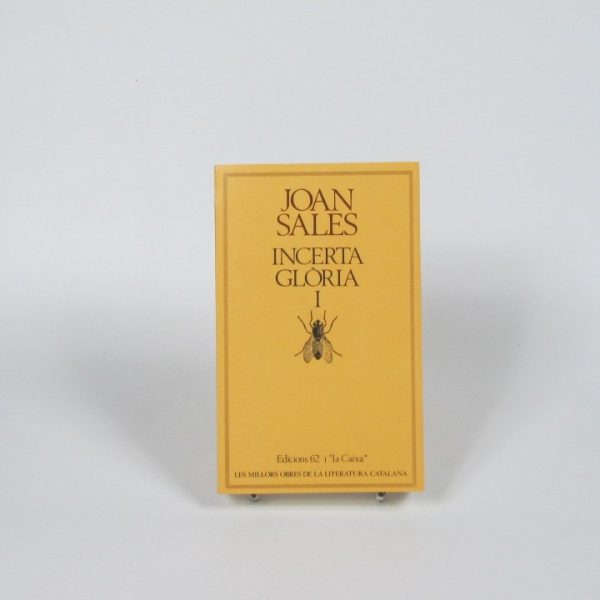 JOAN
SALES
INCERTA
GLÒRIA
I
Edicions 62 i "la Caixa"
LES MILLORS OBRES DE LA LITERATURA CATALANA